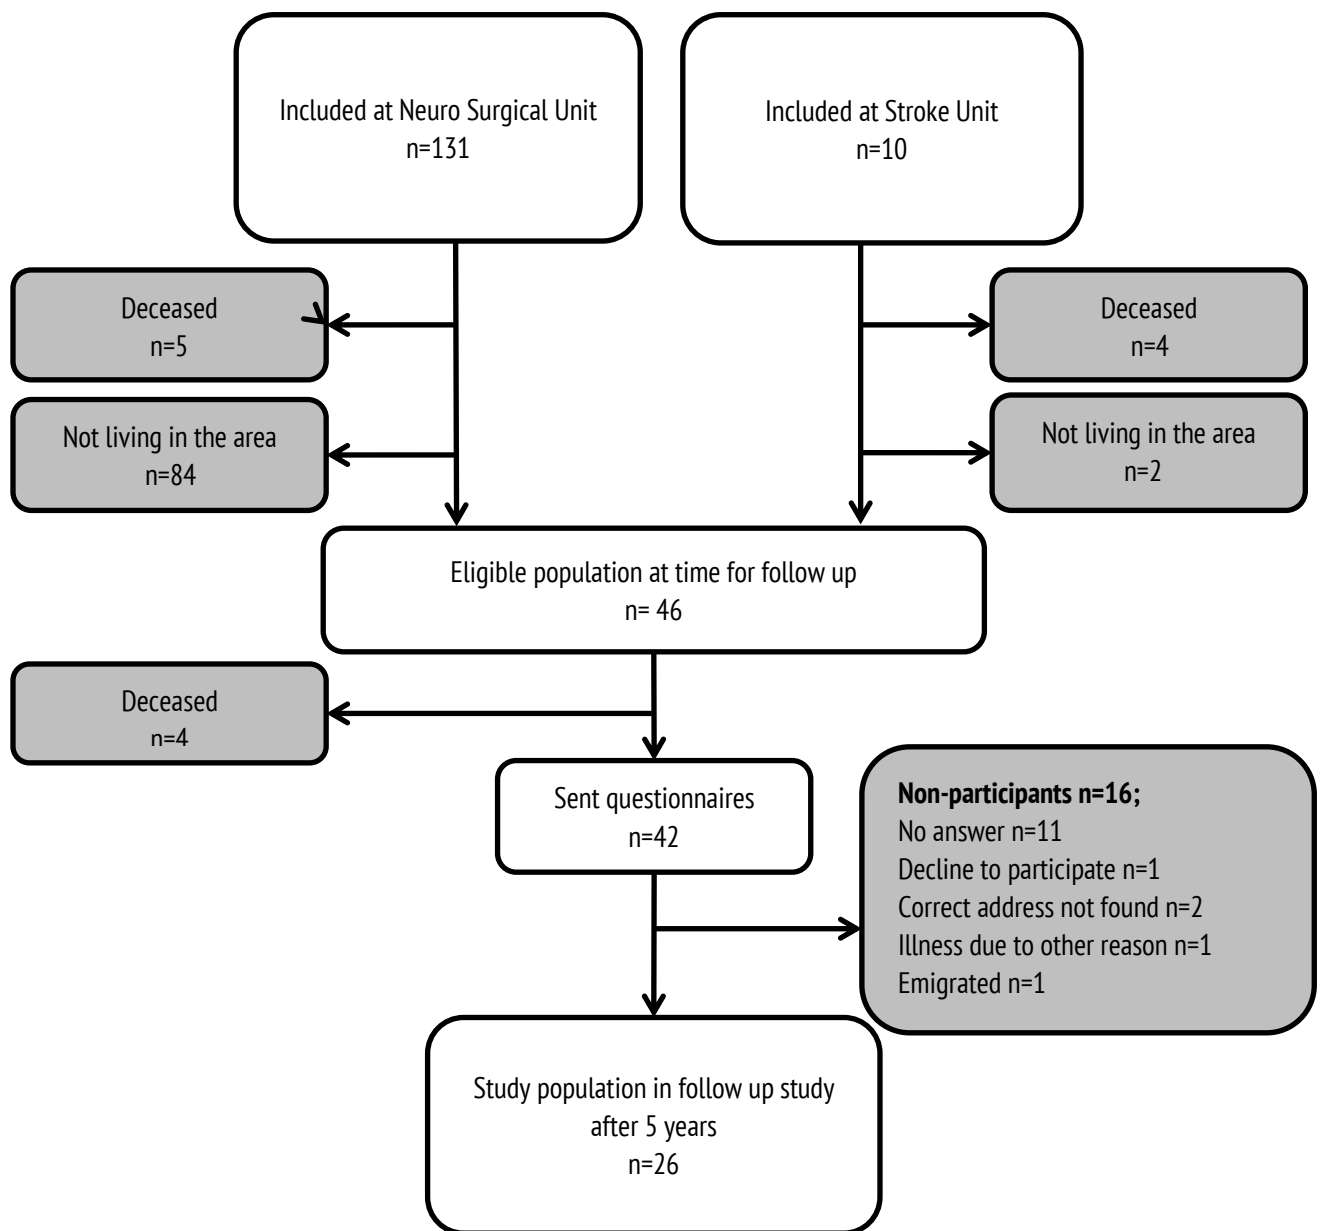 Included at Neuro Surgical Unit
n=131
Included at Stroke Unit
n=10
Deceased
n=5
Deceased
n=4
Not living in the area
n=84
Not living in the area
n=2
Eligible population at time for follow up
n= 46
Deceased
n=4
Sent questionnaires
n=42
Non-participants n=16;
No answer n=11
Decline to participate n=1
Correct address not found n=2
Illness due to other reason n=1
Emigrated n=1
Study population in follow up study
after 5 years
n=26